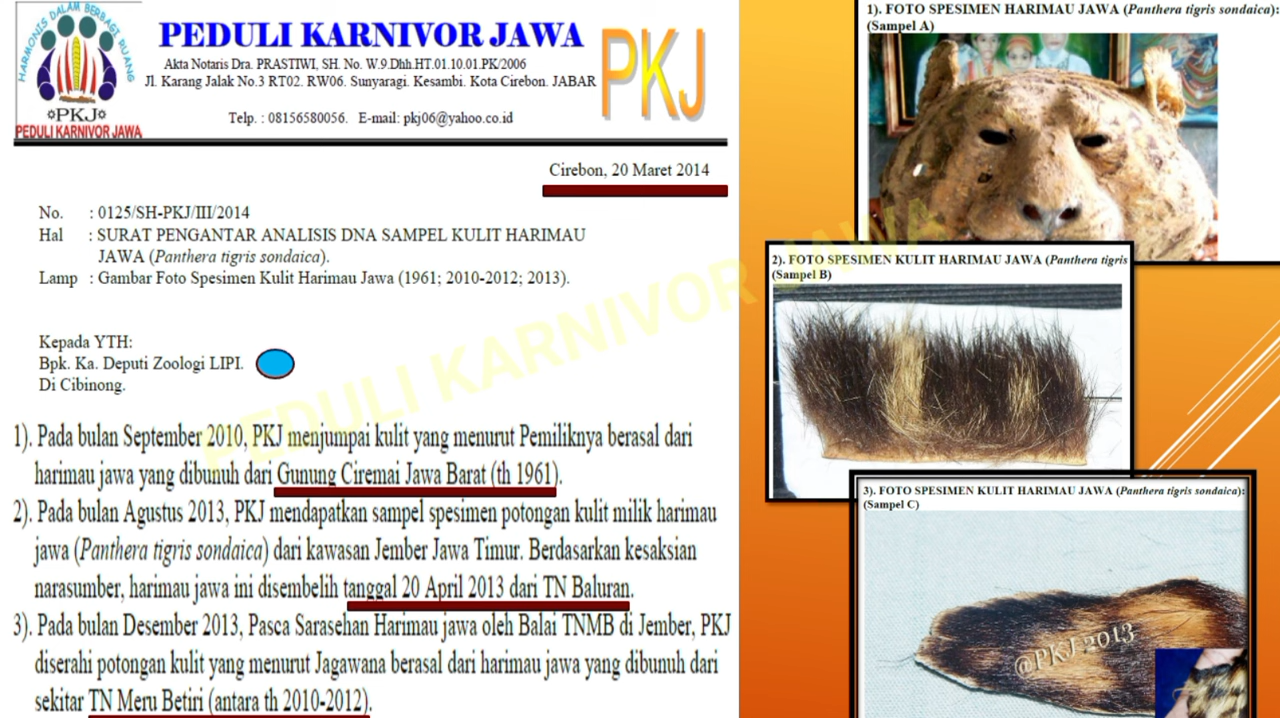 HARMONIS DALAM BERBAGI RUANG
PKJ
PEDULI KARNIVOR JAWA
PEDULI KARNIVOR JAWA
Akta Notaris Dra. PRASTIWI, SH. No. W.9.Dhh.HT.01.10.01.PK/2006
Jl. Karang Jalak No.3 RT02. RW06. Sunyaragi. Kesambi. Kota Cirebon. JABAR
Telp. : 08156580056. E-mail: pkj06@yahoo.co.id
PKJ
Cirebon, 20 Maret 2014
No. : 0125/SH-PKJ/III/2014
Hal : SURAT PENGANTAR ANALISIS DNA SAMPEL KULIT HARIMAU
JAWA (Panthera tigris sondaica).
Lamp : Gambar Foto Spesimen Kulit Harimau Jawa (1961; 2010-2012; 2013).
Kepada YTH:
Bpk. Ka. Deputi Zoologi LIPI.
Di Cibinong.
1). Pada bulan September 2010, PKJ menjumpai kulit yang menurut Pemiliknya berasal dari
harimau jawa yang dibunuh dari Gunung Ciremai Jawa Barat (th 1961).
2). Pada bulan Agustus 2013, PKJ mendapatkan sampel spesimen potongan kulit milik harimau
jawa (Panthera tigris sondaica) dari kawasan Jember Jawa Timur. Berdasarkan kesaksian
narasumber, harimau jawa ini disembelih tanggal 20 April 2013 dari TN Baluran.
3). Pada bulan Desember 2013, Pasca Sarasehan Harimau jawa oleh Balai TNMB di Jember, PKJ
diserahi potongan kulit yang menurut Jagawana berasal dari harimau jawa yang dibunuh dari
sekitar TN Meru Betiri (antara th 2010-2012).
PEDULI KARNIVOR JAWA
1). FOTO SPESIMEN HARIMAU JAWA (Panthera tigris sondaica):
(Sampel A)
2). FOTO SPESIMEN KULIT HARIMAU JAWA (Panthera tigris
(Sampel B)
3). FOTO SPESIMEN KULIT HARIMAU JAWA (Panthera tigris sondaica):
(Sampel C)
@PKJ 2013